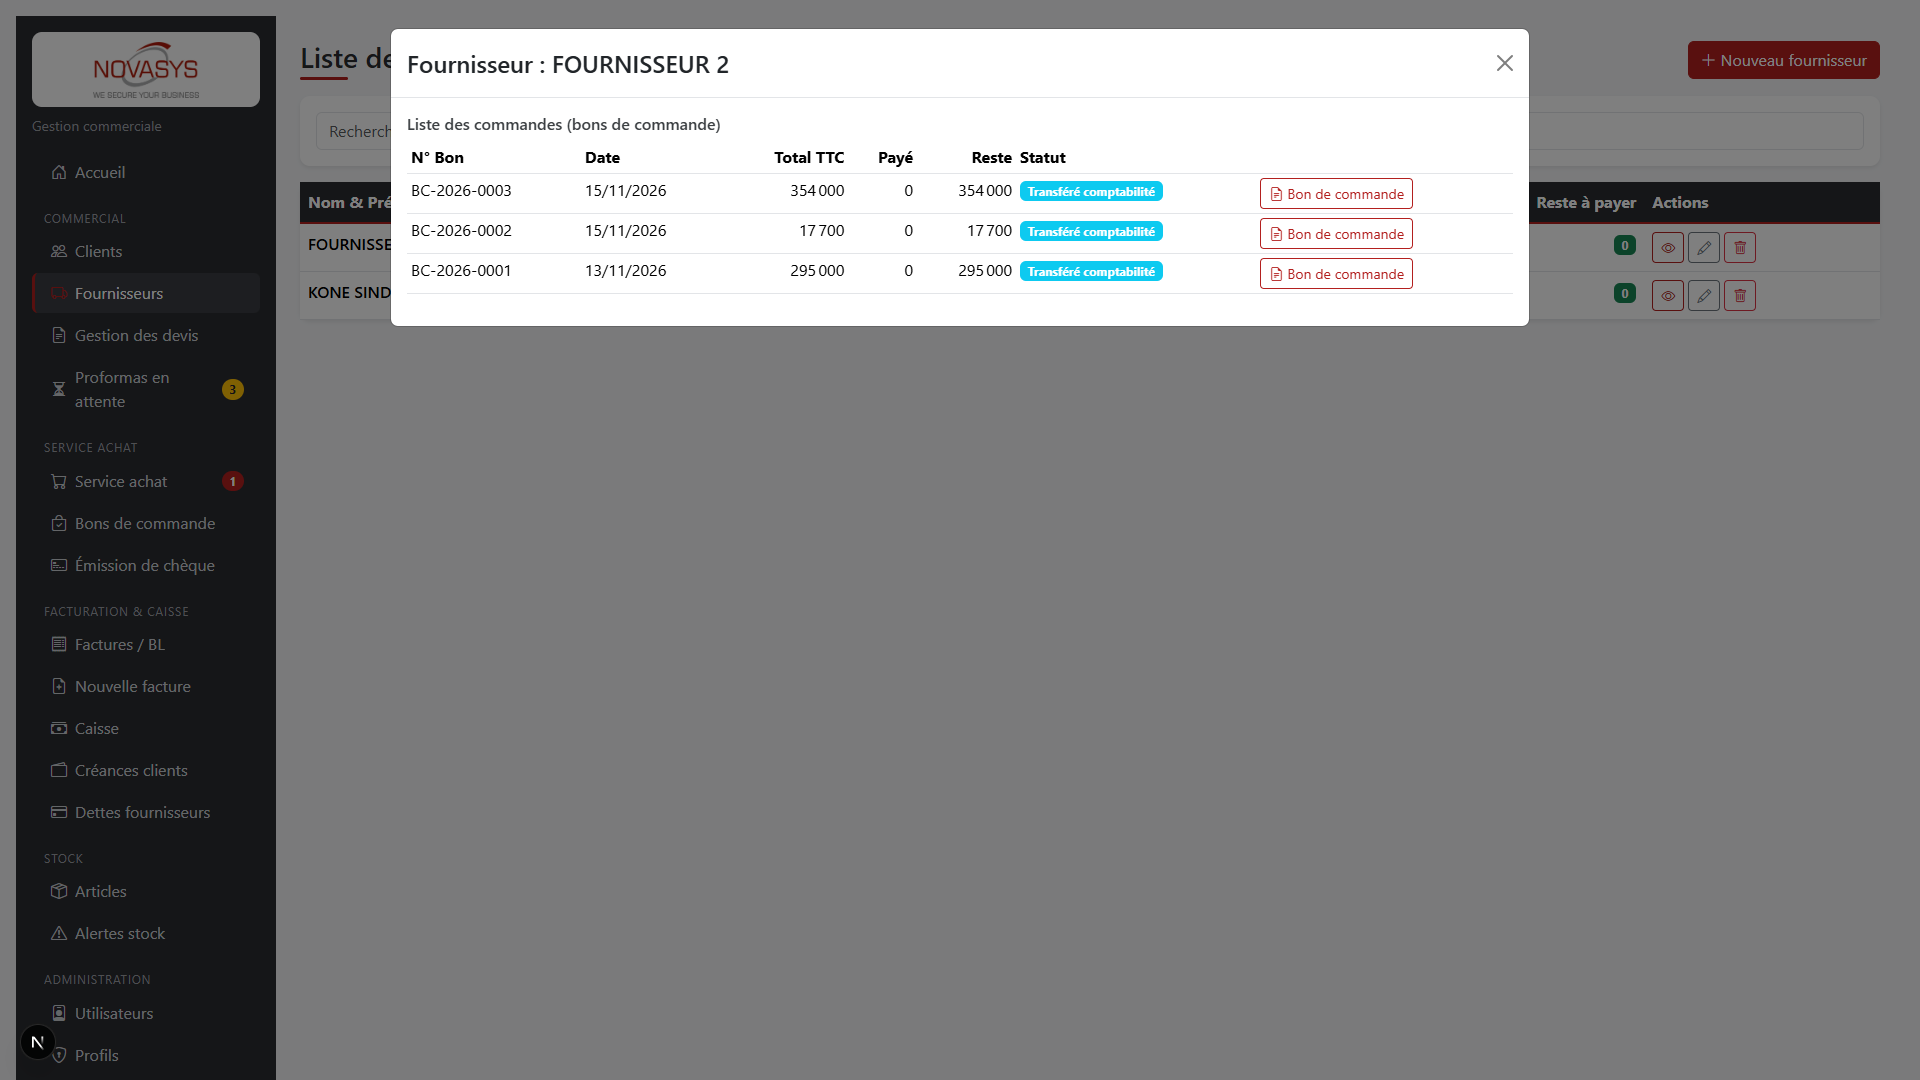 NOVASYS
WE SECURE YOUR BUSINESS
Gestion commerciale
Accueil
COMMERCIAL
Clients
Fournisseurs
Gestion des devis
Proformas en attente
3
SERVICE ACHAT
Service achat
1
Bons de commande
Émission de chèque
FACTURATION & CAISSE
Factures / BL
Nouvelle facture
Caisse
Créances clients
Dettes fournisseurs
STOCK
Articles
Alertes stock
ADMINISTRATION
Utilisateurs
Profils
N
Liste de
+ Nouveau fournisseur
Recherch
Nom & Pré
Reste à payer Actions
FOURNISSE
0
KONE SIND
0
Fournisseur : FOURNISSEUR 2
Liste des commandes (bons de commande)
N° Bon Date Total TTC Payé Reste Statut
BC-2026-0003 15/11/2026 354 000 0 354 000 Transféré comptabilité Bon de commande
BC-2026-0002 15/11/2026 17 700 0 17 700 Transféré comptabilité Bon de commande
BC-2026-0001 13/11/2026 295 000 0 295 000 Transféré comptabilité Bon de commande